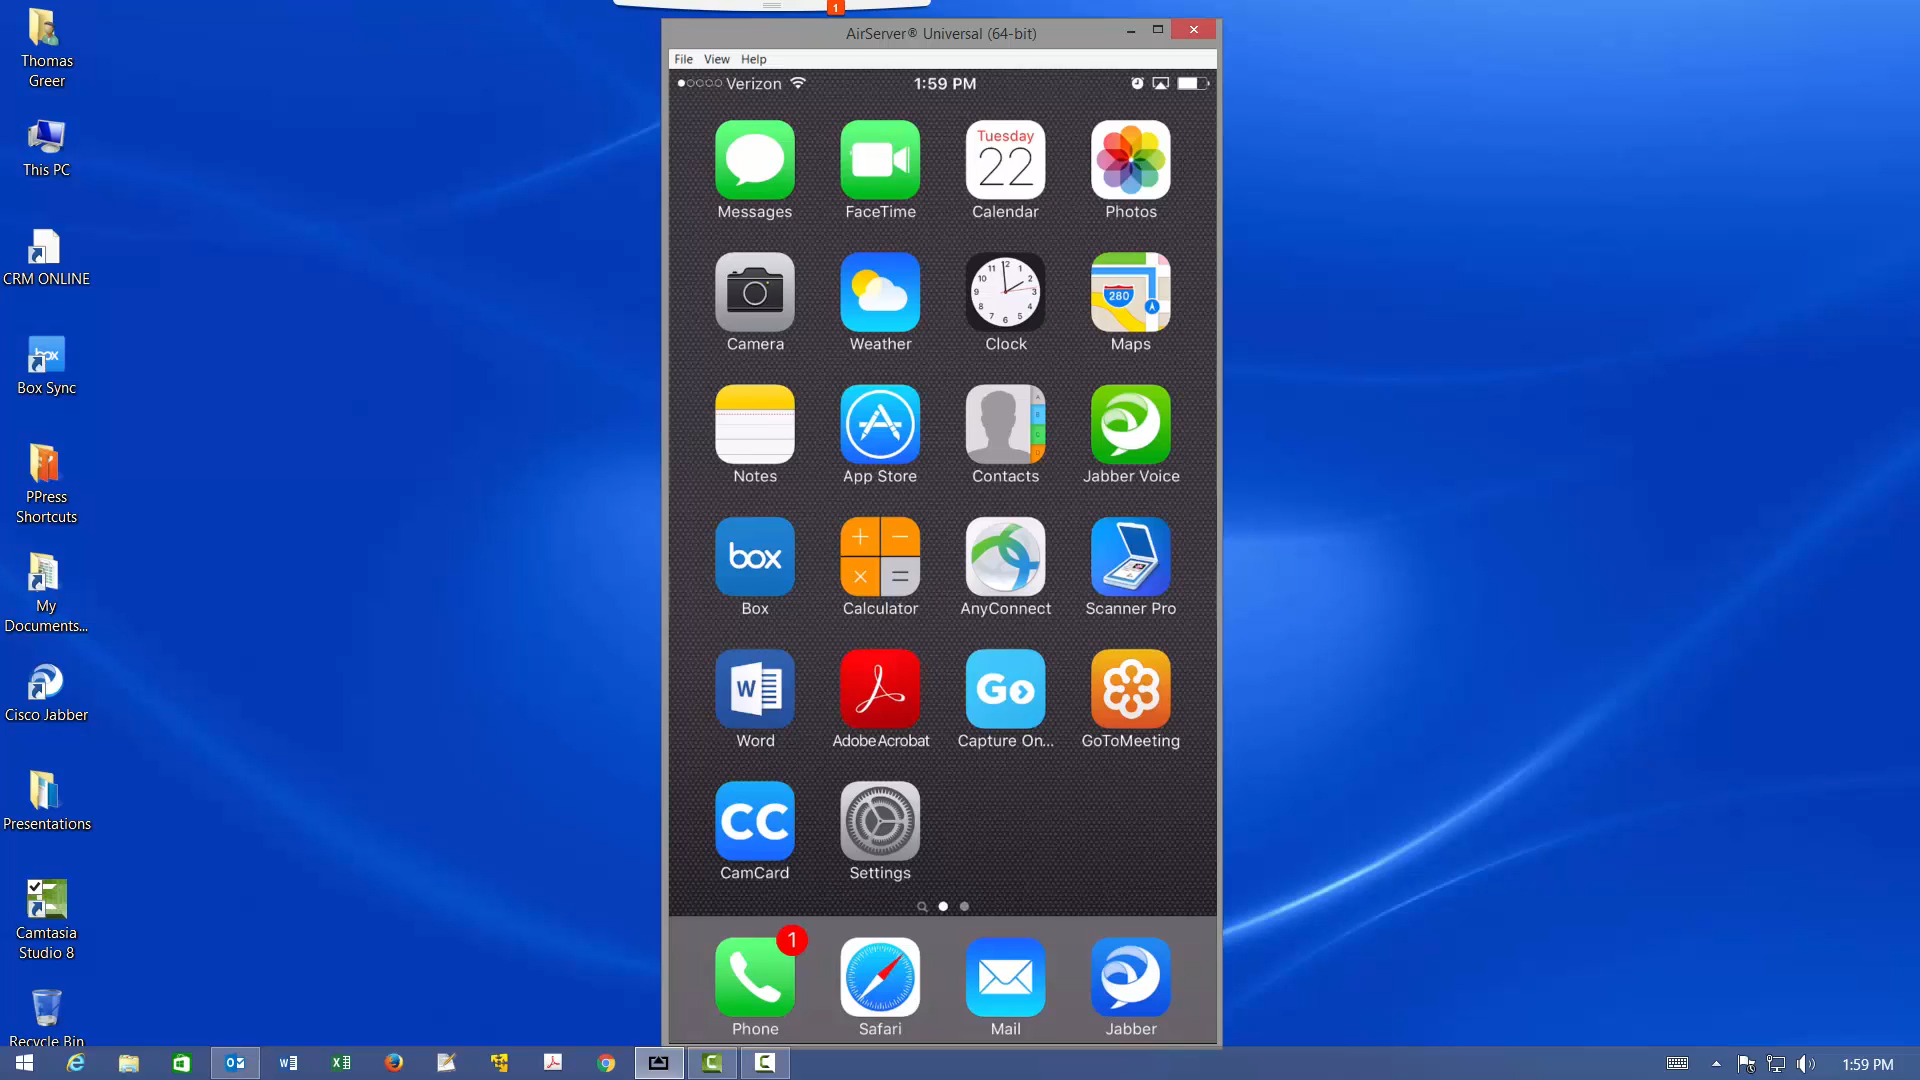 1
AirServer® Universal (64-bit)
File View Help
Verizon 1:59 PM
Tuesday
22
Messages FaceTime Calendar Photos
280
Camera Weather Clock Maps
Notes App Store Contacts Jabber Voice
box
Box Calculator AnyConnect Scanner Pro
W
Go
Word Adobe Acrobat Capture On... GoToMeeting
CC
CamCard Settings
1
Phone Safari Mail Jabber
Thomas
Greer
This PC
CRM ONLINE
box
Box Sync
PPress
Shortcuts
My
Documents...
Cisco Jabber
Presentations
Camtasia
Studio 8
Recycle Bin
1:59 PM